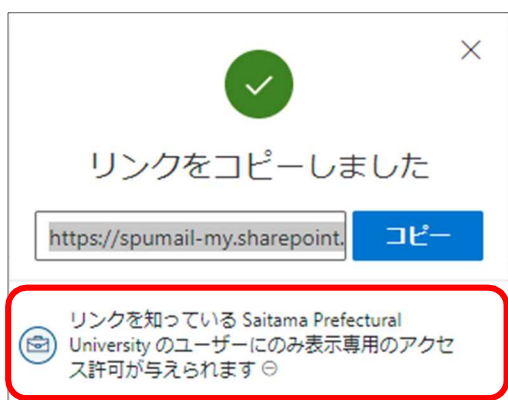 リンクをコピーしました
https://spumail-my.sharepoint.
コピー
リンクを知っている Saitama Prefectural
University のユーザーにのみ表示専用のアクセ
ス許可が与えられます